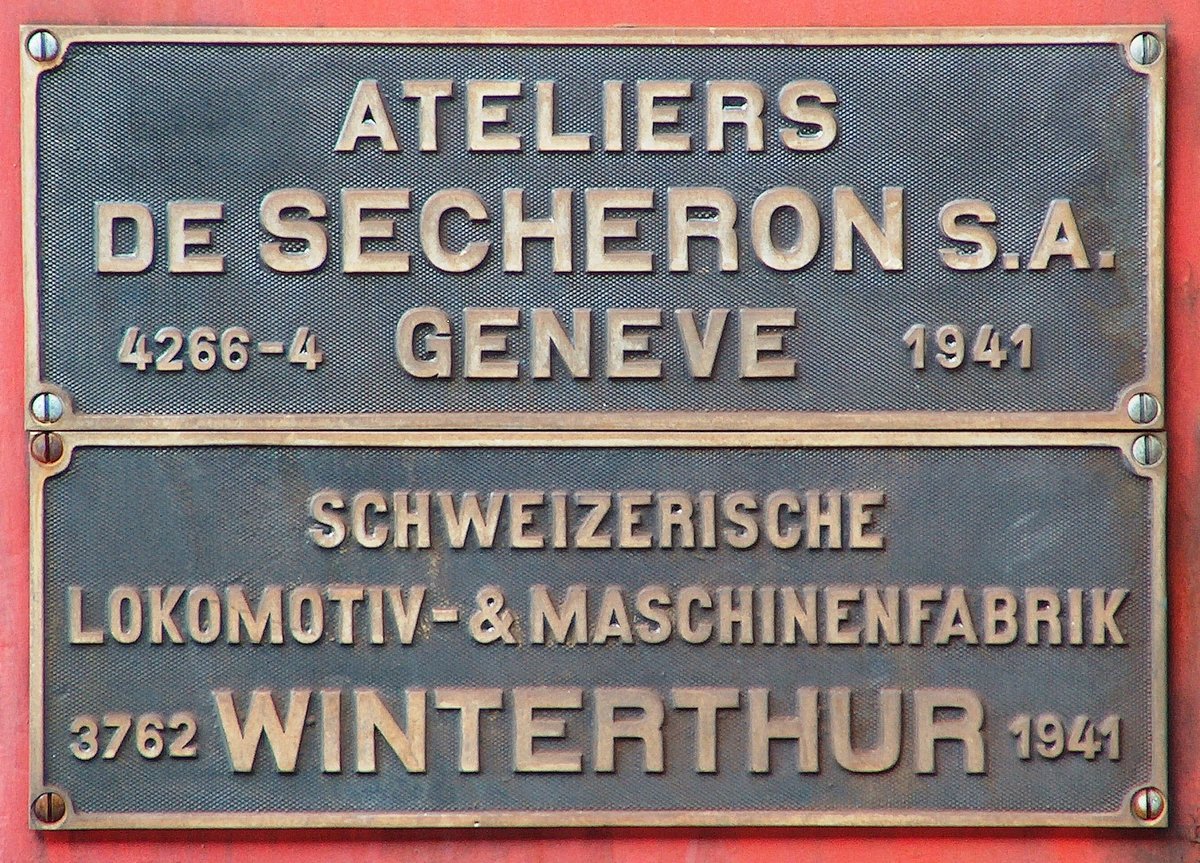 ATELIERS
DE SECHERON S.A.
4266-4 GENEVE 1941
SCHWEIZERISCHE
LOKOMOTIV-& MASCHINENFABRIK
3762 WINTERTHUR 1941